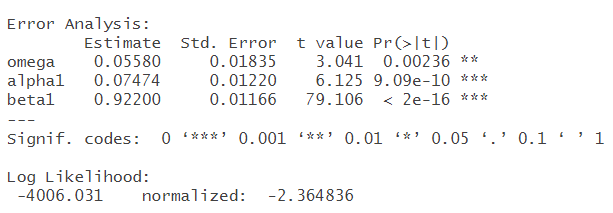 Error Analysis:
        Estimate  Std. Error  t value Pr(>|t|)
omega    0.05580     0.01835    3.041  0.00236 **
alpha1   0.07474     0.01220    6.125 9.09e-10 ***
beta1    0.92200     0.01166   79.106  < 2e-16 ***
---
Signif. codes:  0 ‘***’ 0.001 ‘**’ 0.01 ‘*’ 0.05 ‘.’ 0.1 ‘ ’ 1
Log Likelihood:
 -4006.031    normalized:  -2.364836